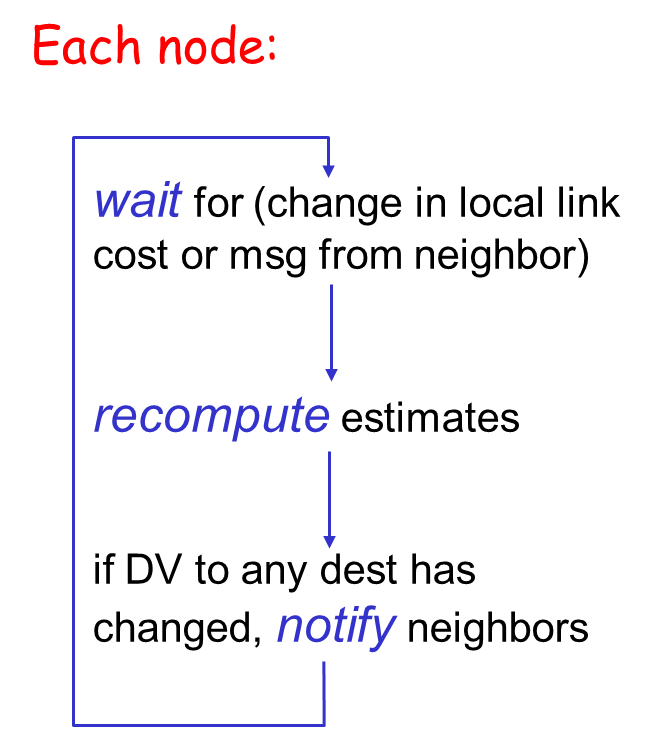 Each node:
wait for (change in local link
cost or msg from neighbor)
recompute estimates
if DV to any dest has
changed, notify neighbors